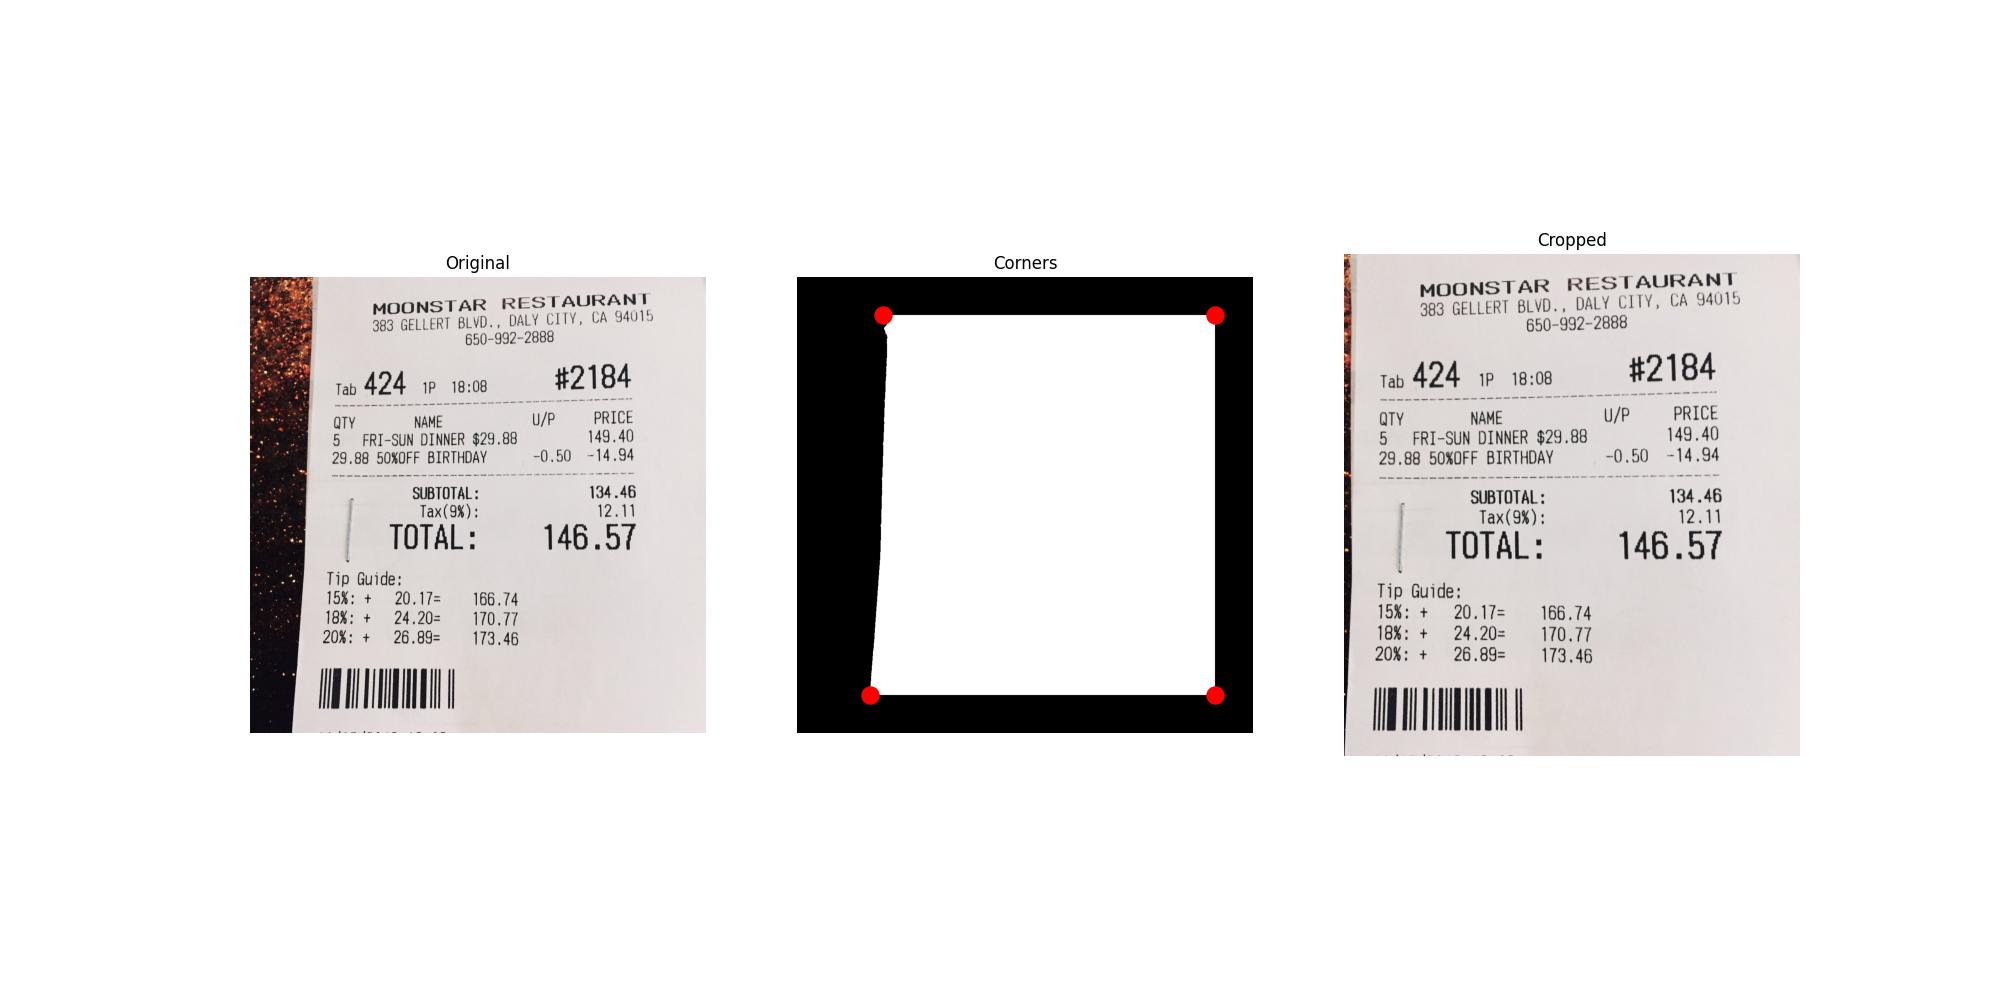 Original
MOONSTAR RESTAURANT
383 GELLERT BLVD., DALY CITY, CA 94015
650-992-2888
Tab 424 1P 18:08 #2184
QTY NAME U/P PRICE
5 FRI-SUN DINNER $29.88 149.40
29.88 50%OFF BIRTHDAY -0.50 -14.94
SUBTOTAL: 134.46
Tax(9%): 12.11
TOTAL: 146.57
Tip Guide:
15%: + 20.17= 166.74
18%: + 24.20= 170.77
20%: + 26.89= 173.46
Corners
Cropped
MOONSTAR RESTAURANT
383 GELLERT BLVD., DALY CITY, CA 94015
650-992-2888
Tab 424 1P 18:08 #2184
QTY NAME U/P PRICE
5 FRI-SUN DINNER $29.88 149.40
29.88 50%OFF BIRTHDAY -0.50 -14.94
SUBTOTAL: 134.46
Tax(9%): 12.11
TOTAL: 146.57
Tip Guide:
15%: + 20.17= 166.74
18%: + 24.20= 170.77
20%: + 26.89= 173.46